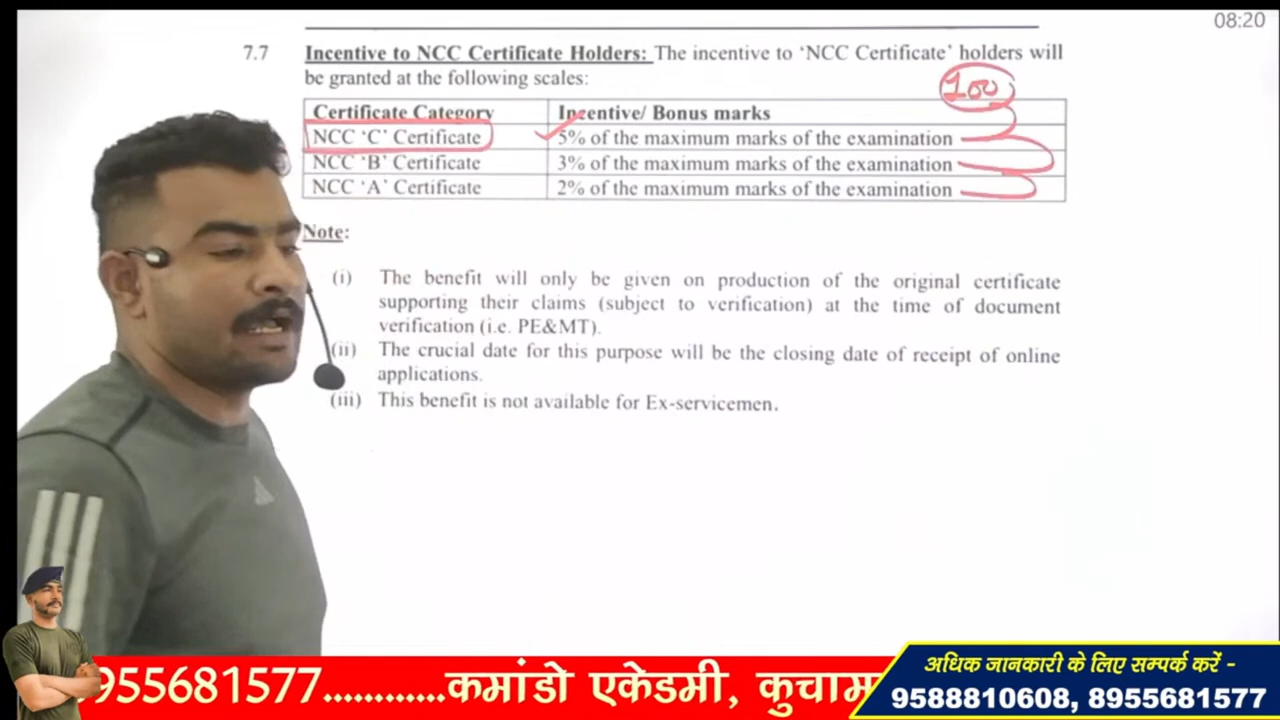 08:20
7.7 Incentive to NCC Certificate Holders: The incentive to 'NCC Certificate' holders will
be granted at the following scales:
100
Certificate Category Incentive/ Bonus marks
NCC 'C' Certificate 5% of the maximum marks of the examination
NCC 'B' Certificate 3% of the maximum marks of the examination
NCC 'A' Certificate 2% of the maximum marks of the examination
Note:
(i) The benefit will only be given on production of the original certificate
supporting their claims (subject to verification) at the time of document
verification (i.e. PE&MT).
(ii) The crucial date for this purpose will be the closing date of receipt of online
applications.
(iii) This benefit is not available for Ex-servicemen.
955681577............कमांडो एकेडमी, कुचाम
अधिक जानकारी के लिए सम्पर्क करें -
9588810608, 8955681577